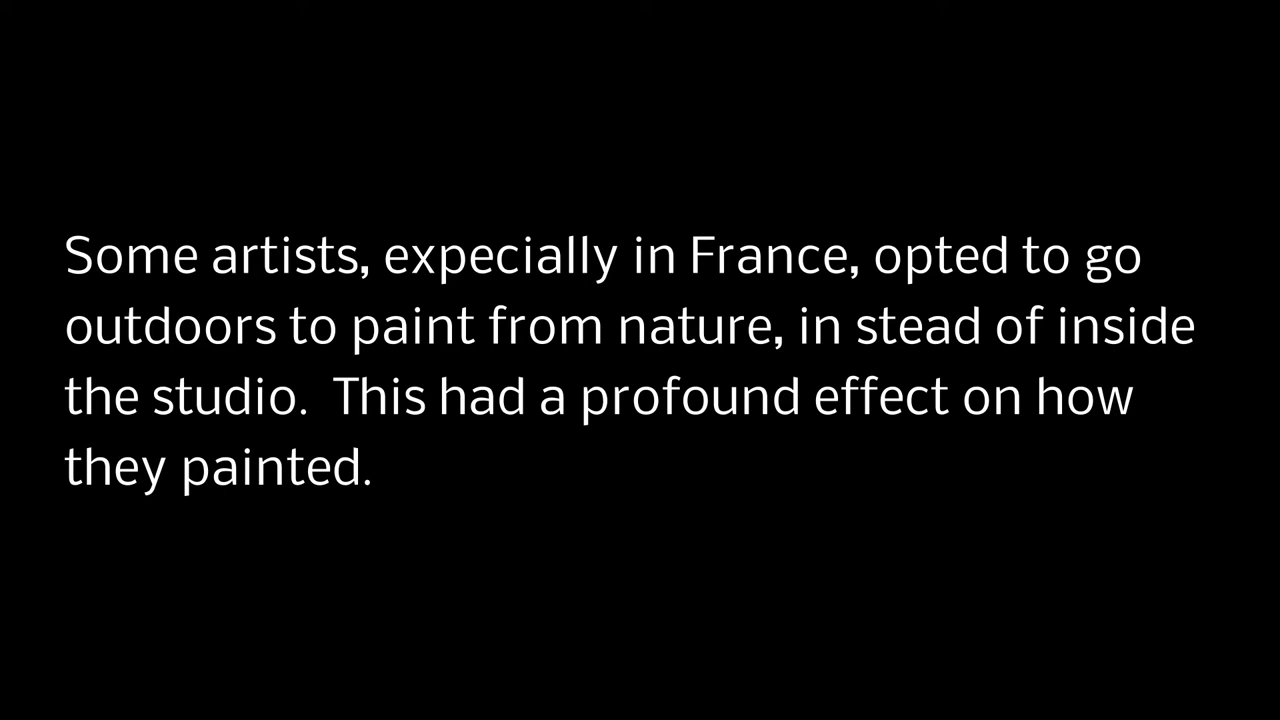 Some artists, expecially in France, opted to go
outdoors to paint from nature, in stead of inside
the studio.  This had a profound effect on how
they painted.